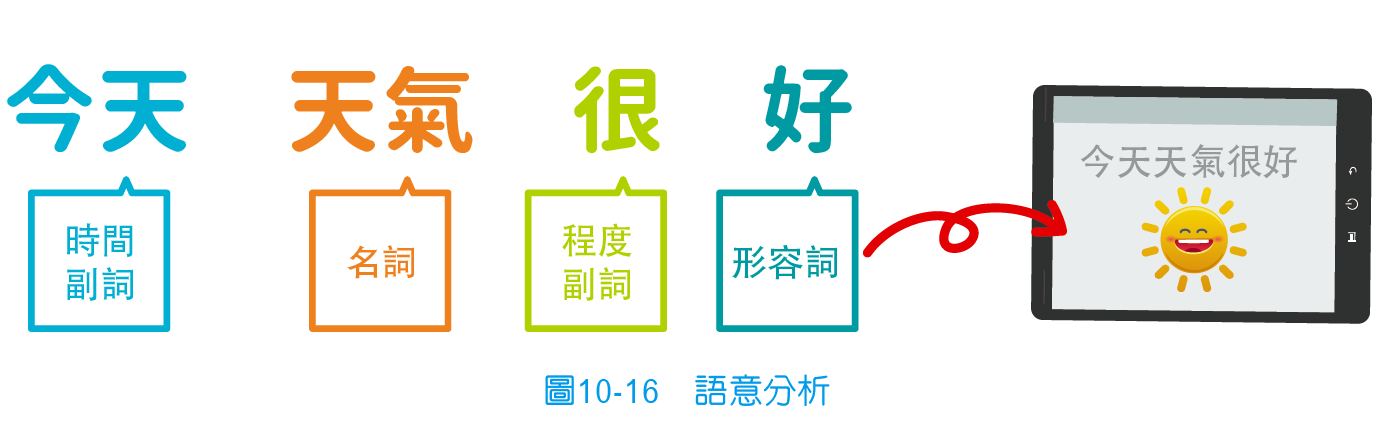 今天 天氣 很 好
時間
副詞
名詞
程度
副詞
形容詞
今天天氣很好
圖10-16 語意分析